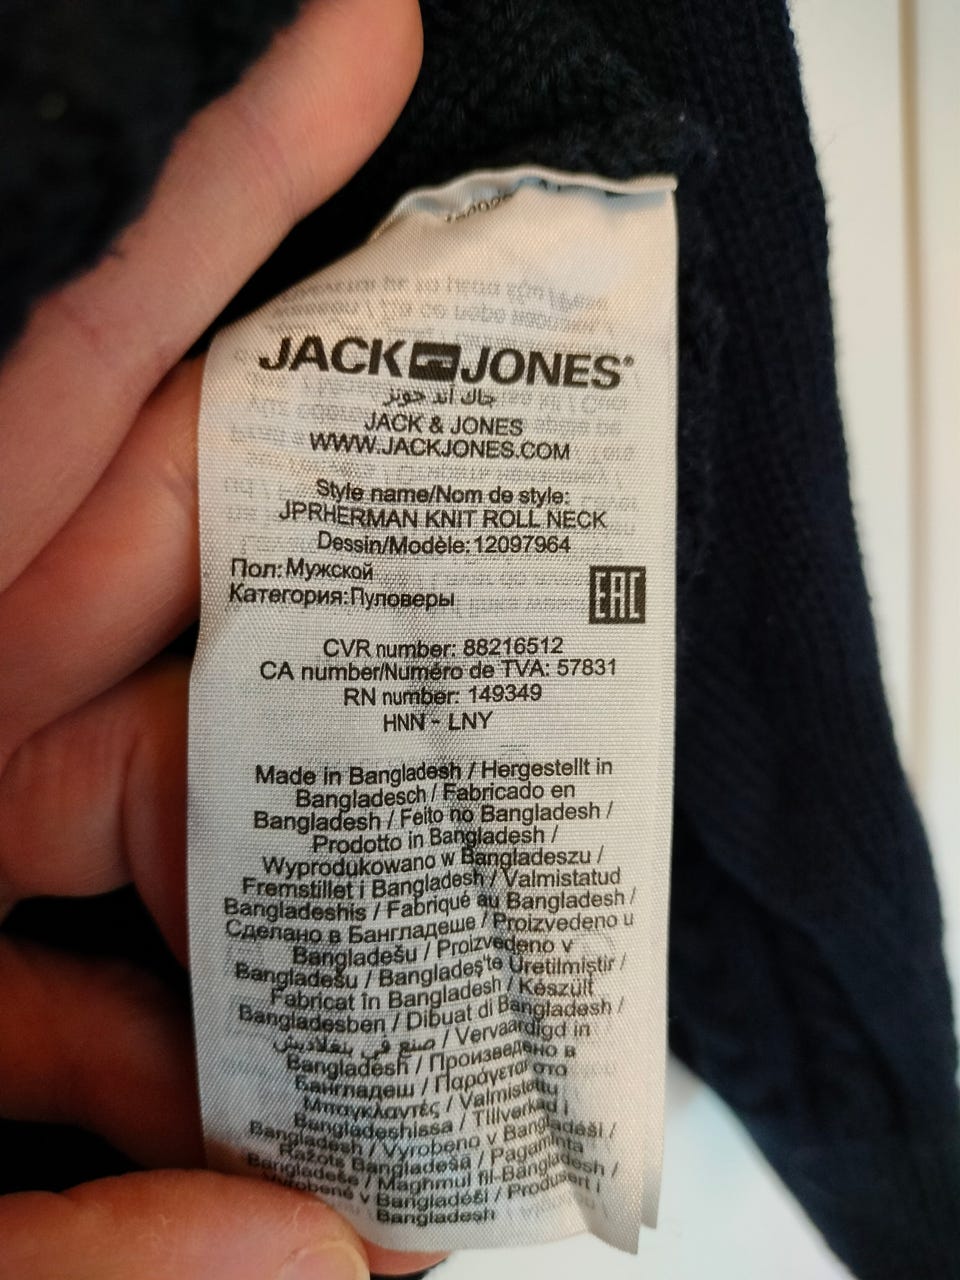 JACK JONES®
جاك أند جونز
JACK & JONES
WWW.JACKJONES.COM
Style name/Nom de style:
JPRHERMAN KNIT ROLL NECK
Dessin/Modèle: 12097964
Пол: Мужской
Категория:Пуловеры
EAC
CVR number: 88216512
CA number/Numéro de TVA: 57831
RN number: 149349
HNN - LNY
Made in Bangladesh / Hergestellt in
Bangladesch / Fabricado en
Bangladesh / Feito no Bangladesh /
Prodotto in Bangladesh /
Wyprodukowano w Bangladeszu /
Fremstillet i Bangladesh / Valmistatud
Bangladeshis / Fabriqué au Bangladesh /
Сделано в Бангладеше / Proizvedeno u
Bangladešu / Proizvedeno v
Bangladešu / Bangladeş'te Üretilmiştir /
Fabricat în Bangladesh / Készült
Bangladesben / Dibuat di Bangladesh /
صنع في بنغلاديش / Vervaardigd in
Bangladesh / Произведено в
Бангладеш / Παράγεται στο
Μπαγκλαντές / Valmistettu
Bangladeshissa / Tillverkad i
Bangladesh / Vyrobeno v Bangladéši /
Ražots Bangladešā / Pagaminta
Bangladeše / Magħmul fil-Bangladesh /
Vyrobené v Bangladéši / Produsert i
Bangladesh